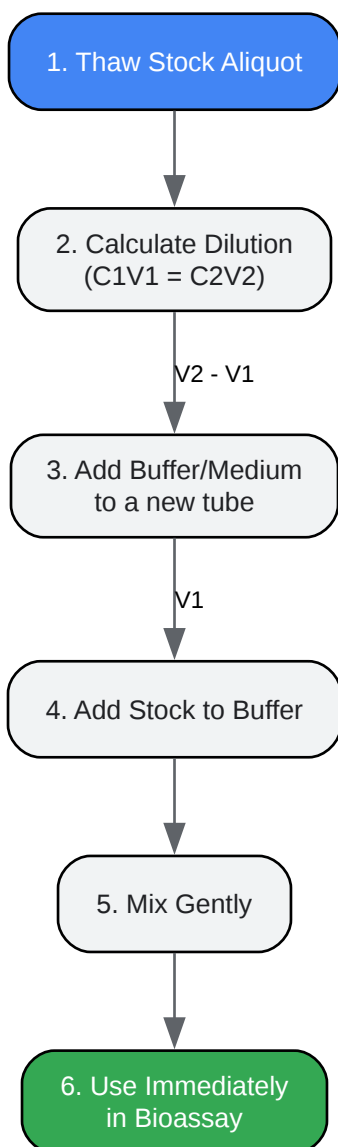 1. Thaw Stock Aliquot
2. Calculate Dilution
(C1V1 = C2V2)
V2 - V1
3. Add Buffer/Medium
to a new tube
V1
4. Add Stock to Buffer
5. Mix Gently
6. Use Immediately
in Bioassay